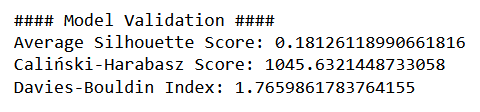 #### Model Validation ####
Average Silhouette Score: 0.18126118990661816
Caliński-Harabasz Score: 1045.6321448733058
Davies-Bouldin Index: 1.7659861783764155